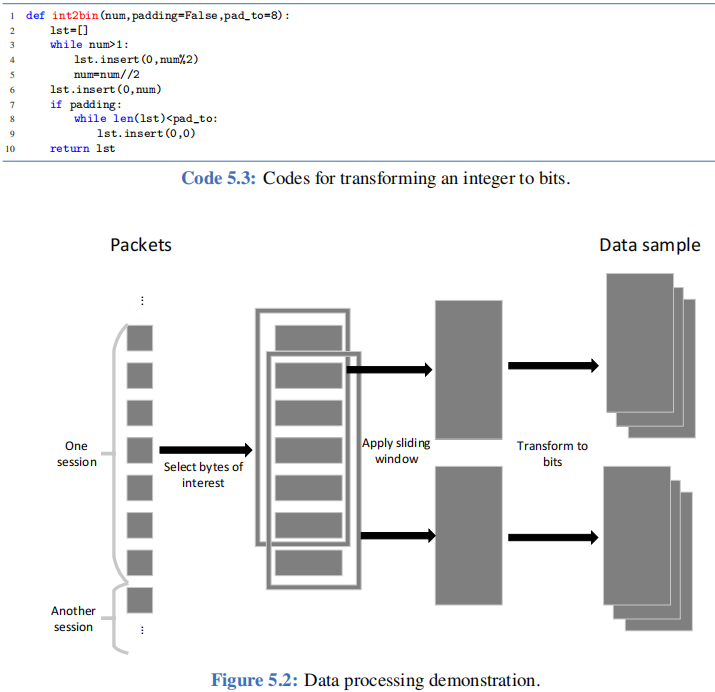 1 def int2bin(num,padding=False,pad_to=8):
2 lst=[]
3 while num>1:
4 lst.insert(0,num%2)
5 num=num//2
6 lst.insert(0,num)
7 if padding:
8 while len(lst)<pad_to:
9 lst.insert(0,0)
10 return lst
Code 5.3: Codes for transforming an integer to bits.
Packets
Data sample
...
One
session
Select bytes of
interest
Apply sliding
window
Transform to
bits
Another
session
...
Figure 5.2: Data processing demonstration.